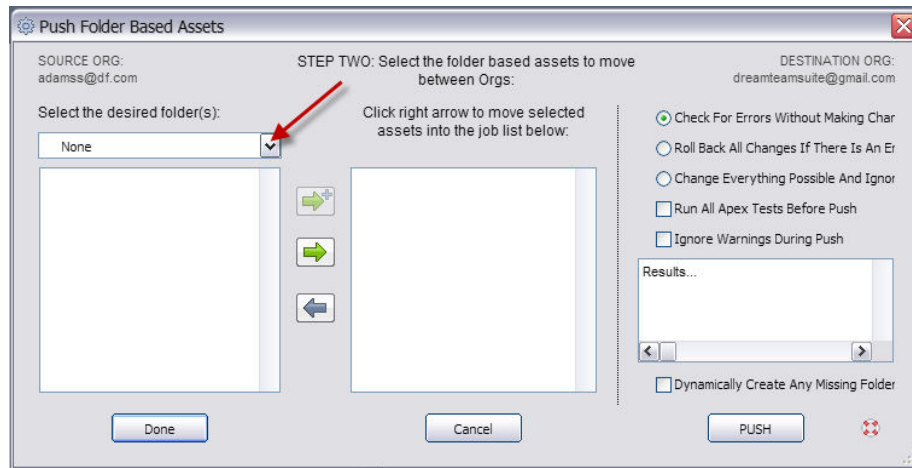 Push Folder Based Assets
SOURCE ORG:
adamss@df.com
STEP TWO: Select the folder based assets to move
between Orgs:
DESTINATION ORG:
dreamteamsuite@gmail.com
Select the desired folder(s):
None
Click right arrow to move selected
assets into the job list below:
Check For Errors Without Making Char
Roll Back All Changes If There Is An Er
Change Everything Possible And Ignor
Run All Apex Tests Before Push
Ignore Warnings During Push
Results...
Dynamically Create Any Missing Folder
Done
Cancel
PUSH